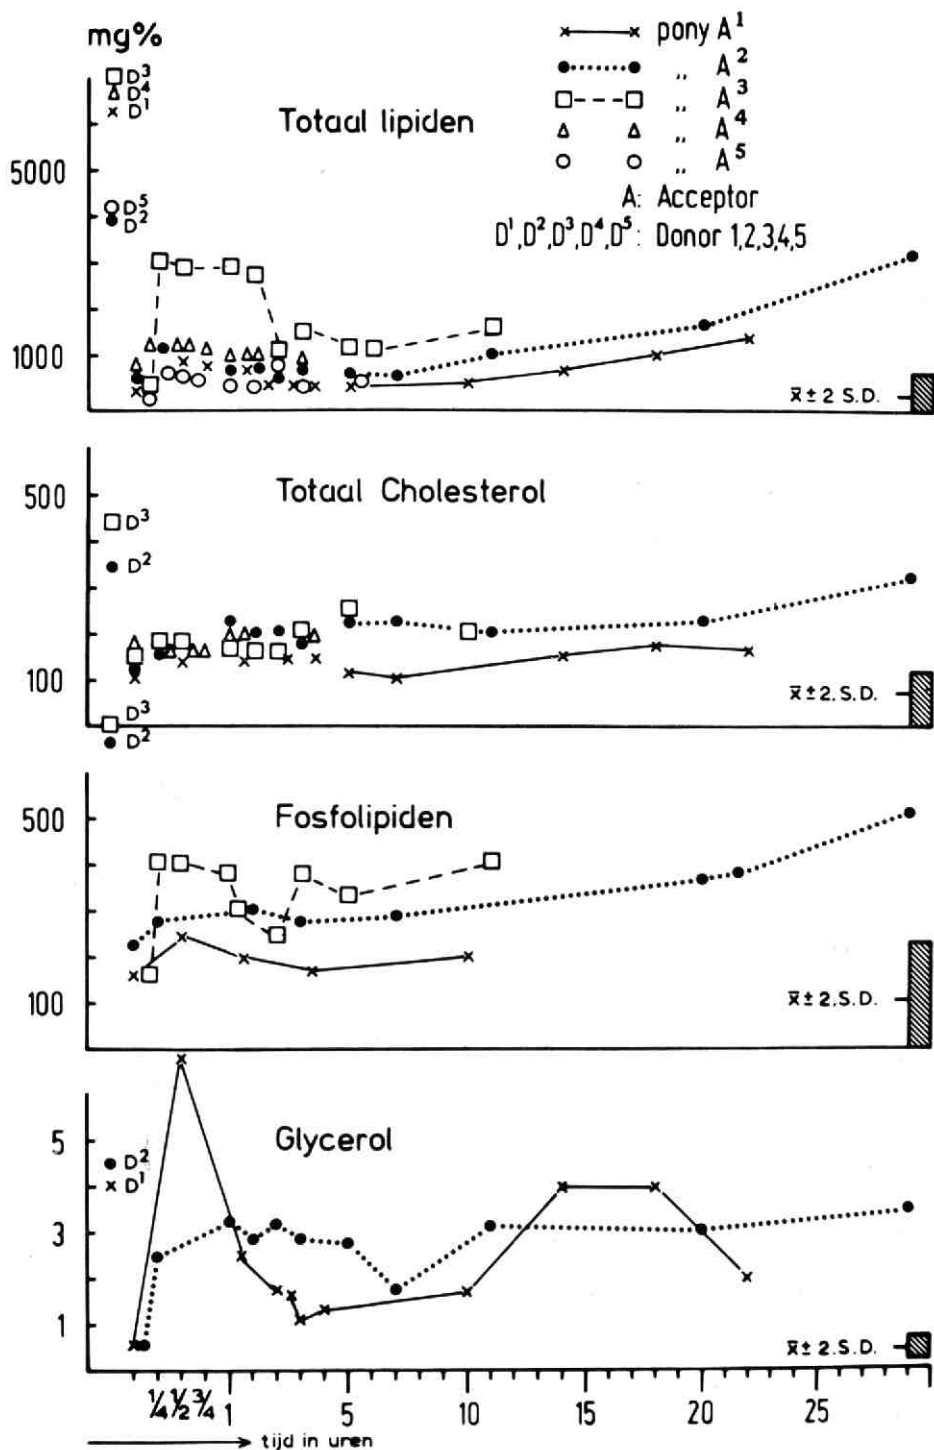 mg%
pony A¹
„ A²
„ A³
„ A⁴
„ A⁵
A: Acceptor
D¹,D²,D³,D⁴,D⁵: Donor 1,2,3,4,5
D³
D⁴
D¹
Totaal lipiden
5000
D⁵
D²
1000
x̄ ± 2 S.D.
500
Totaal Cholesterol
D³
D²
100
x̄ ± 2.S.D.
D³
D²
500
Fosfolipiden
100
x̄ ± 2.S.D.
5
Glycerol
D²
D¹
3
1
x̄ ± 2.S.D.
¼ ½ ¾ 1 5 10 15 20 25
tijd in uren